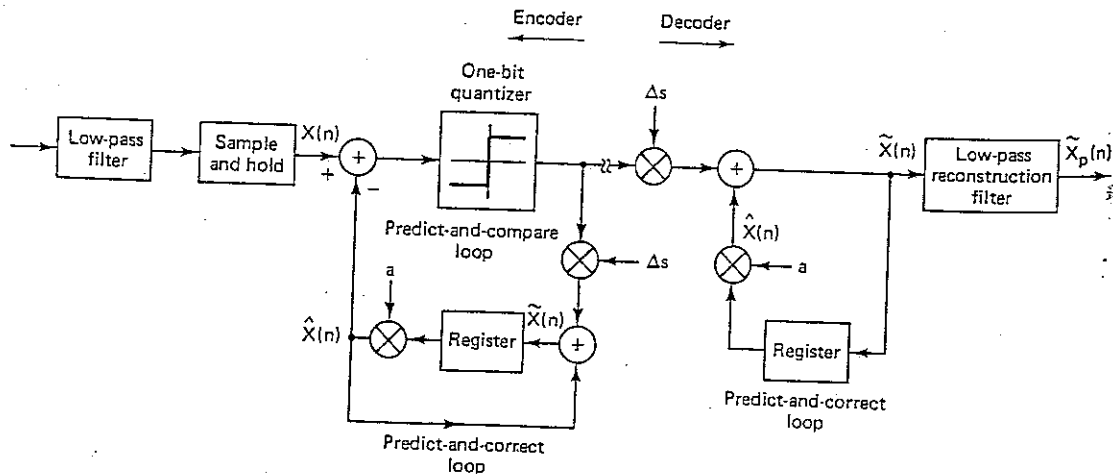 Encoder
Decoder
One-bit
quantizer
Δs
Low-pass
filter
Sample
and hold
X(n)
+
+
−
X̃(n)
Low-pass
reconstruction
filter
X̃p(n)
+
Predict-and-compare
loop
Δs
X̂(n)
a
a
X̂(n)
Register
X̃(n)
+
Register
Predict-and-correct
loop
Predict-and-correct
loop